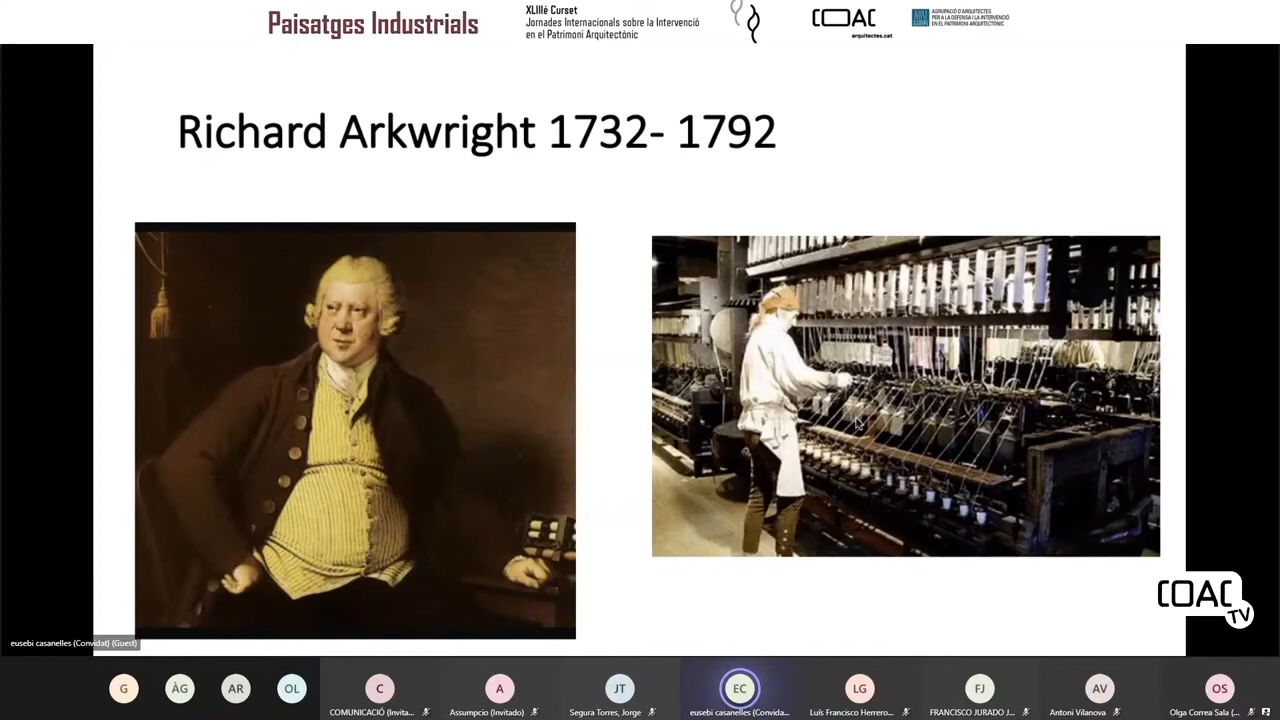 Paisatges Industrials
XLIIIè Curset
Jornades Internacionals sobre la Intervenció
en el Patrimoni Arquitectònic
COAC
arquitectes.cat
AGRUPACIÓ D'ARQUITECTES
PER A LA DEFENSA I LA INTERVENCIÓ
EN EL PATRIMONI ARQUITECTÒNIC
Richard Arkwright 1732- 1792
COAC
TV
eusebi casanelles (Convidat) (Guest)
G
ÀG
AR
OL
C
A
JT
EC
LG
FJ
AV
OS
COMUNICACIÓ (Invita...
Assumpcio (Invitado)
Segura Torres, Jorge
eusebi casanelles (Convida...
Luís Francisco Herrero...
FRANCISCO JURADO J...
Antoni Vilanova
Olga Correa Sala (...